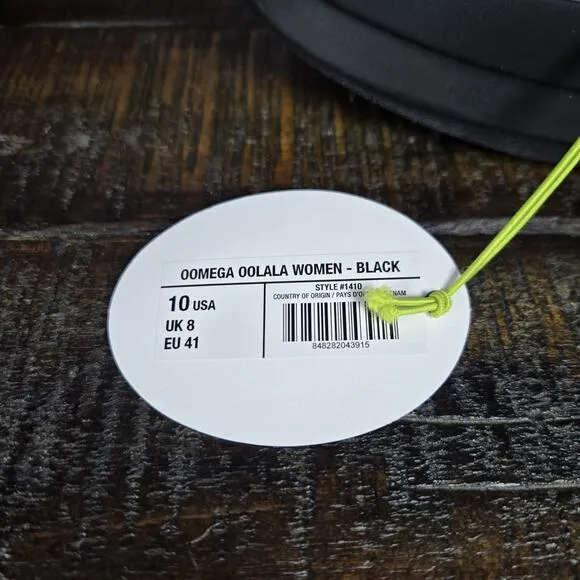 OOMEGA OOLALA WOMEN - BLACK
10 USA
UK 8
EU 41
STYLE #1410
COUNTRY OF ORIGIN / PAYS D'O
848282043915